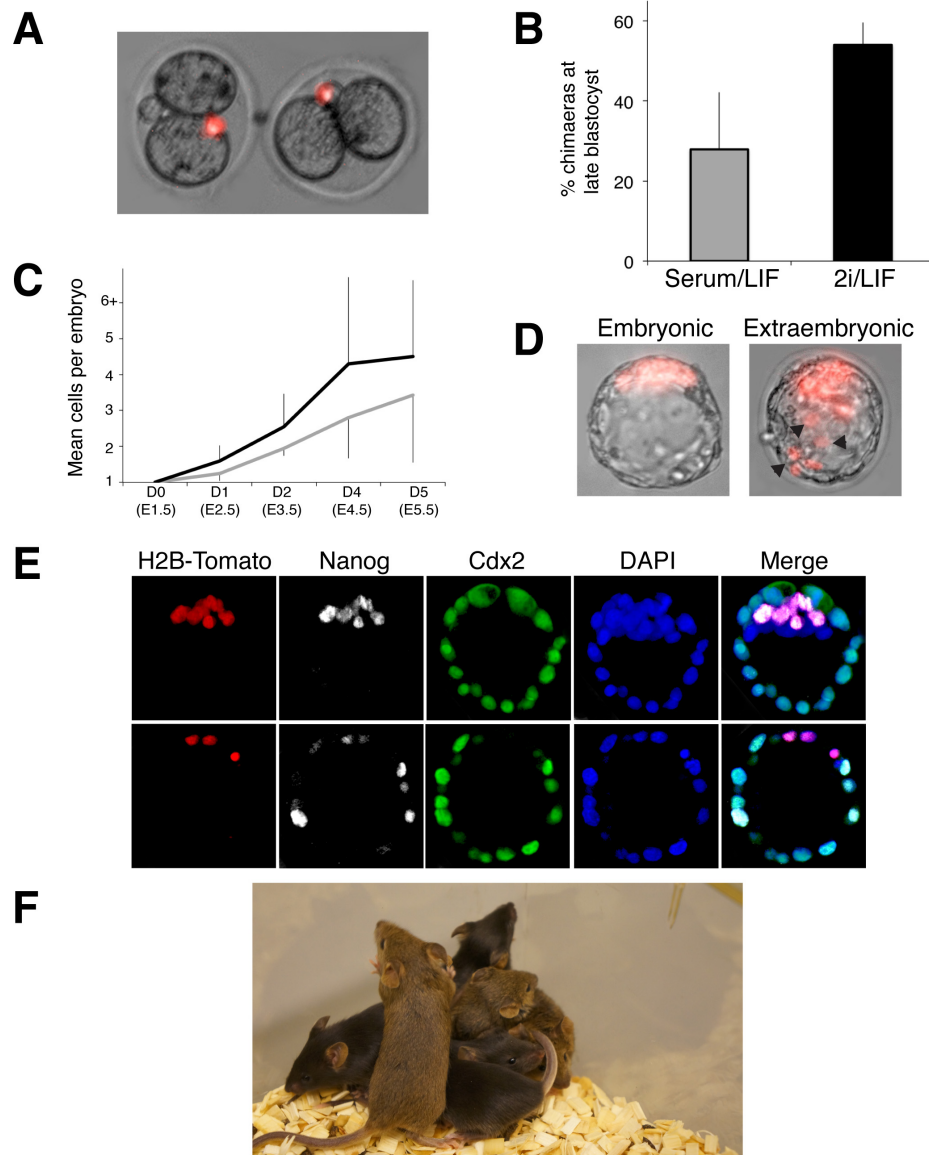 A
B
% chimaeras at
late blastocyst
60
40
20
0
Serum/LIF
2i/LIF
C
Mean cells per embryo
6+
5
4
3
2
1
D0
D1
D2
D4
D5
(E1.5)
(E2.5)
(E3.5)
(E4.5)
(E5.5)
D
Embryonic
Extraembryonic
E
H2B-Tomato
Nanog
Cdx2
DAPI
Merge
F